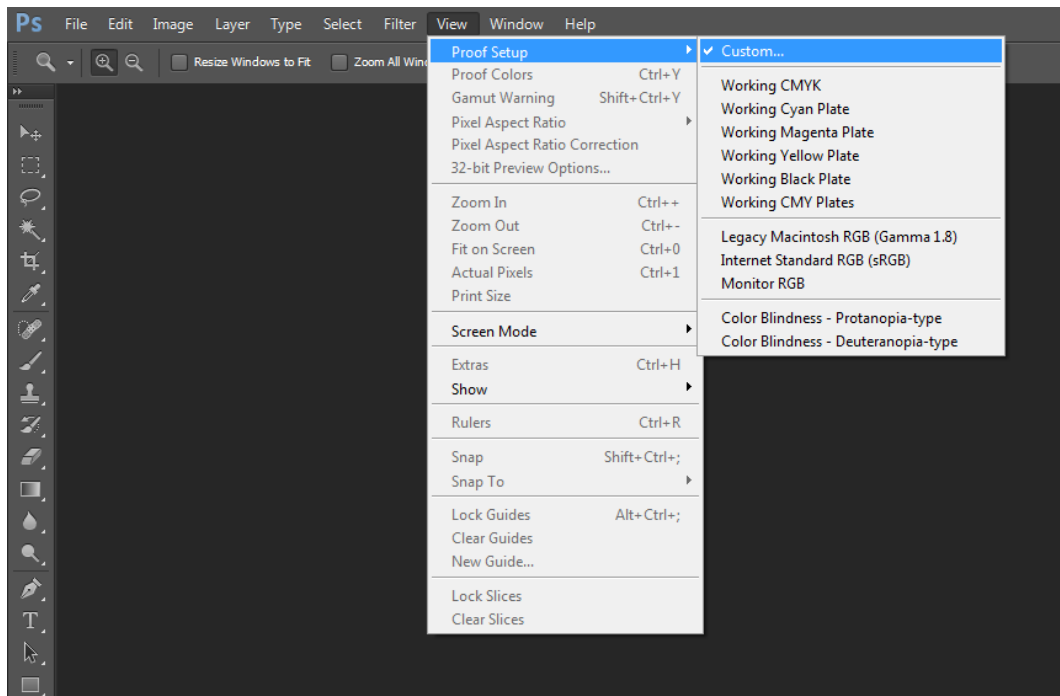 Ps File Edit Image Layer Type Select Filter View Window Help
Resize Windows to Fit Zoom All Wind
Proof Setup
Proof Colors Ctrl+Y
Gamut Warning Shift+Ctrl+Y
Pixel Aspect Ratio
Pixel Aspect Ratio Correction
32-bit Preview Options...
Zoom In Ctrl++
Zoom Out Ctrl+-
Fit on Screen Ctrl+0
Actual Pixels Ctrl+1
Print Size
Screen Mode
Extras Ctrl+H
Show
Rulers Ctrl+R
Snap Shift+Ctrl+;
Snap To
Lock Guides Alt+Ctrl+;
Clear Guides
New Guide...
Lock Slices
Clear Slices
Custom...
Working CMYK
Working Cyan Plate
Working Magenta Plate
Working Yellow Plate
Working Black Plate
Working CMY Plates
Legacy Macintosh RGB (Gamma 1.8)
Internet Standard RGB (sRGB)
Monitor RGB
Color Blindness - Protanopia-type
Color Blindness - Deuteranopia-type
T